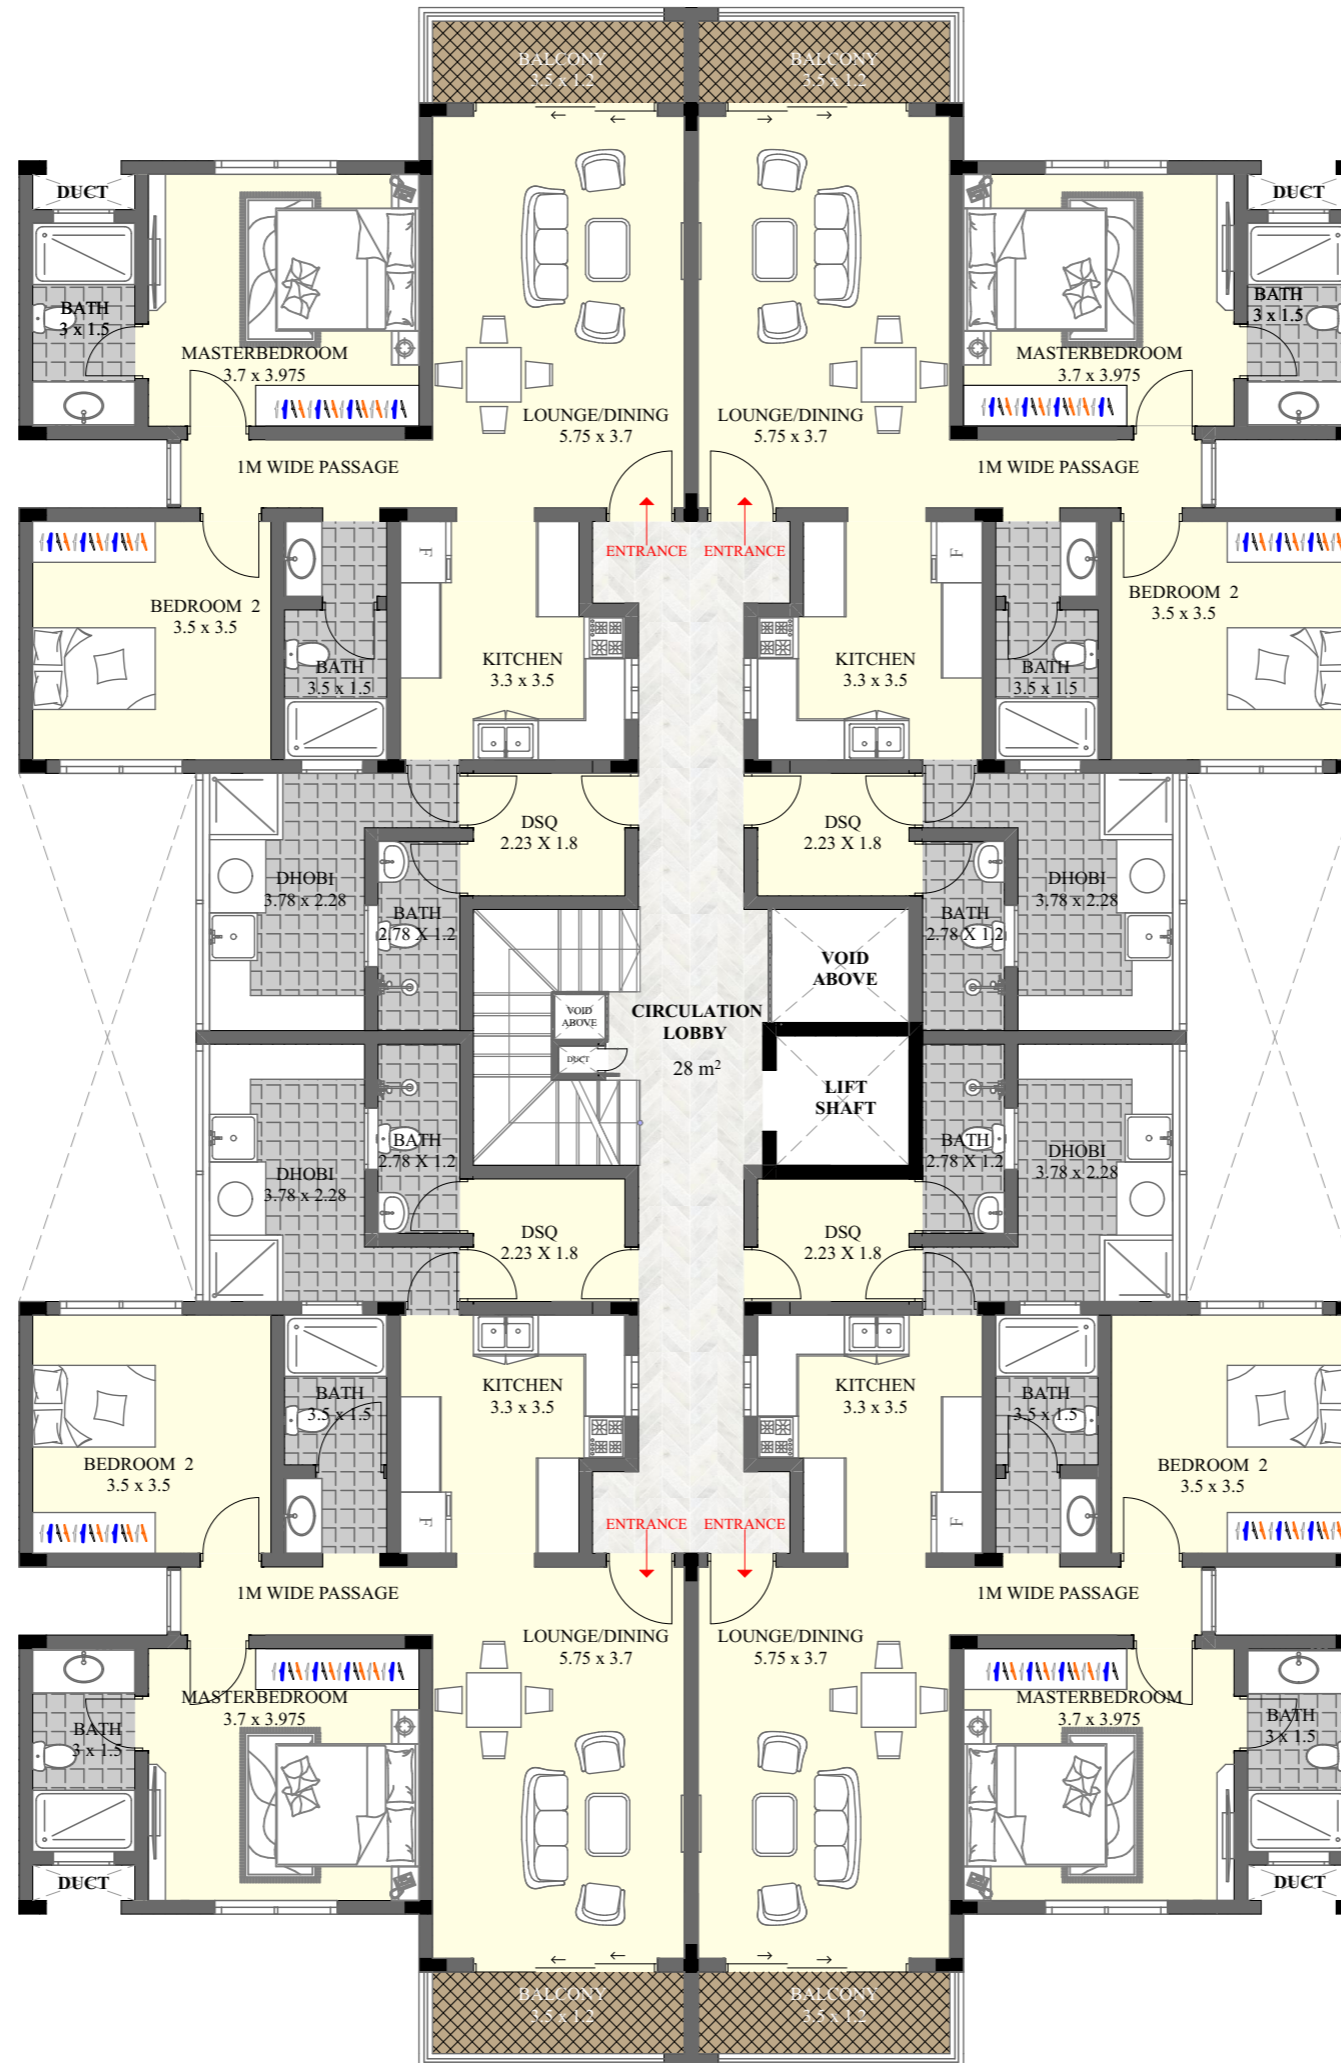 BALCONY
3.5 x 1.2
BALCONY
3.5 x 1.2
DUCT
DUCT
BATH
3 x 1.5
MASTERBEDROOM
3.7 x 3.975
LOUNGE/DINING
5.75 x 3.7
LOUNGE/DINING
5.75 x 3.7
MASTERBEDROOM
3.7 x 3.975
BATH
3 x 1.5
1M WIDE PASSAGE
1M WIDE PASSAGE
ENTRANCE
ENTRANCE
F
F
BEDROOM 2
3.5 x 3.5
BATH
3.5 x 1.5
KITCHEN
3.3 x 3.5
KITCHEN
3.3 x 3.5
BATH
3.5 x 1.5
BEDROOM 2
3.5 x 3.5
DSQ
2.23 X 1.8
DSQ
2.23 X 1.8
DHOBI
3.78 x 2.28
BATH
2.78 X 1.2
BATH
2.78 X 1.2
DHOBI
3.78 x 2.28
VOID
ABOVE
VOID
ABOVE
CIRCULATION
LOBBY
28 m²
DUCT
LIFT
SHAFT
DHOBI
3.78 x 2.28
BATH
2.78 X 1.2
BATH
2.78 X 1.2
DHOBI
3.78 x 2.28
DSQ
2.23 X 1.8
DSQ
2.23 X 1.8
BEDROOM 2
3.5 x 3.5
BATH
3.5 x 1.5
KITCHEN
3.3 x 3.5
KITCHEN
3.3 x 3.5
BATH
3.5 x 1.5
BEDROOM 2
3.5 x 3.5
F
F
ENTRANCE
ENTRANCE
1M WIDE PASSAGE
1M WIDE PASSAGE
LOUNGE/DINING
5.75 x 3.7
LOUNGE/DINING
5.75 x 3.7
BATH
3 x 1.5
MASTERBEDROOM
3.7 x 3.975
MASTERBEDROOM
3.7 x 3.975
BATH
3 x 1.5
DUCT
DUCT
BALCONY
3.5 x 1.2
BALCONY
3.5 x 1.2